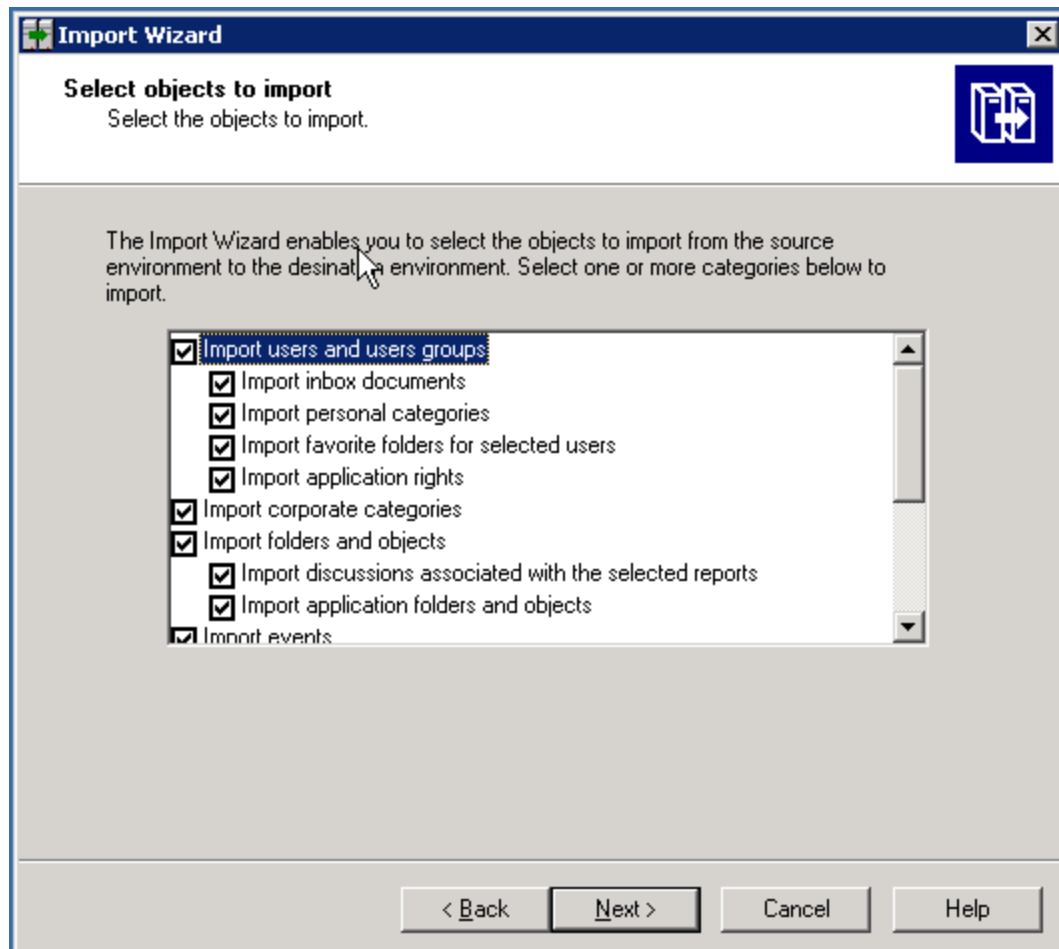 Import Wizard
Select objects to import
Select the objects to import.
The Import Wizard enables you to select the objects to import from the source
environment to the environment. Select one or more categories below to
import.
Import users and users groups
Import inbox documents
Import personal categories
Import favorite folders for selected users
Import application rights
Import corporate categories
Import folders and objects
Import discussions associated with the selected reports
Import application folders and objects
Import events
< Back
Next >
Cancel
Help